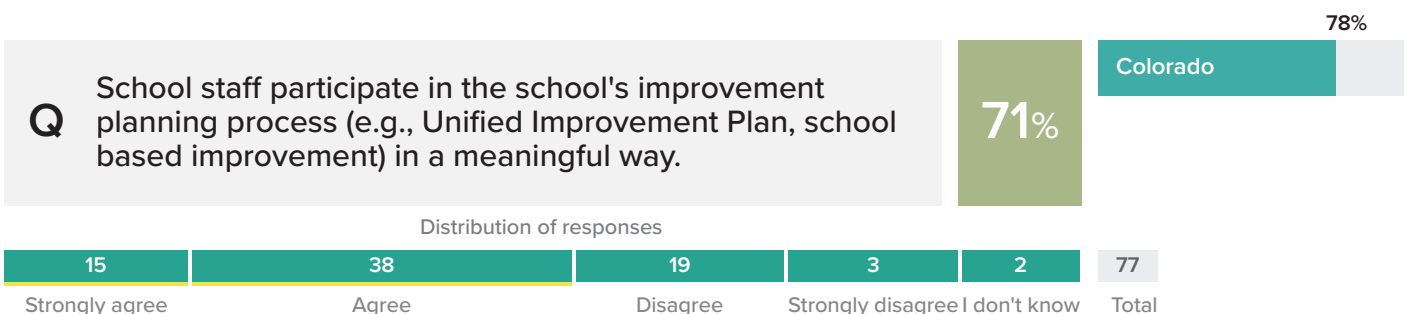 78%
Q
School staff participate in the school's improvement
planning process (e.g., Unified Improvement Plan, school
based improvement) in a meaningful way.
71%
Colorado
Distribution of responses
15 38 19 3 2 77
Strongly agree Agree Disagree Strongly disagree I don't know Total